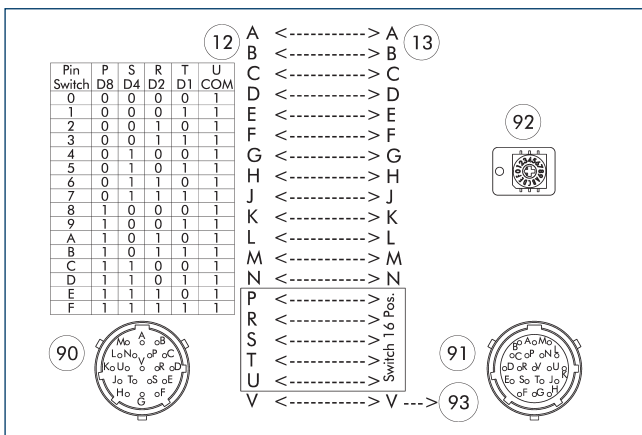 12 A <-----------> A 13
B <-----------> B
C <-----------> C
D <-----------> D
E <-----------> E
F <-----------> F
G <-----------> G
H <-----------> H
J <-----------> J
K <-----------> K
L <-----------> L
M <-----------> M
N <-----------> N
P <----------->
R <----------->
S <----------->
T <----------->
U <----------->
Switch 16 Pos.
V <-----------> V ---> 93
Pin P S R T U
Switch D8 D4 D2 D1 COM
0 0 0 0 0 1
1 0 0 0 1 1
2 0 0 1 0 1
3 0 0 1 1 1
4 0 1 0 0 1
5 0 1 0 1 1
6 0 1 1 0 1
7 0 1 1 1 1
8 1 0 0 0 1
9 1 0 0 1 1
A 1 0 1 0 1
B 1 0 1 1 1
C 1 1 0 0 1
D 1 1 0 1 1
E 1 1 1 0 1
F 1 1 1 1 1
92
90
A
M B
L N V P C
K U R D
J T S E
H F
G
91
B A M
C P N L
D R V U K
E S T J
F G H